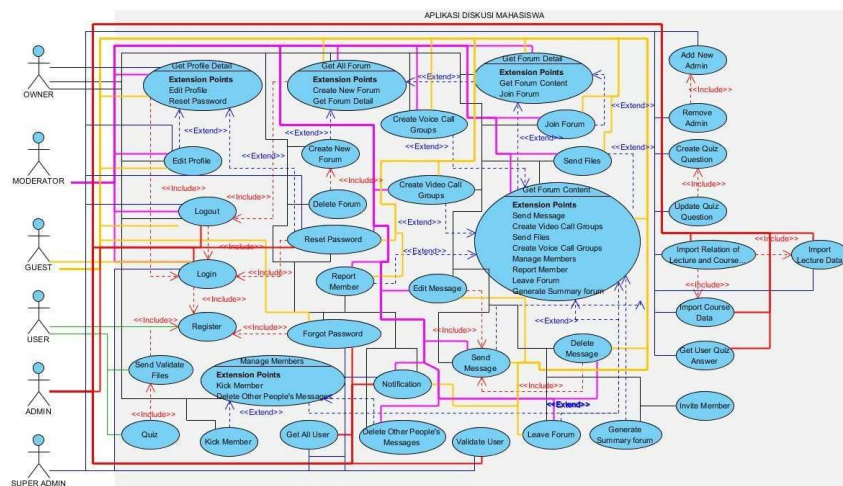 APLIKASI DISKUSI MAHASISWA
OWNER
MODERATOR
GUEST
USER
ADMIN
SUPER ADMIN
Get Profile Detail
Extension Points
Edit Profile
Reset Password
Get All Forum
Extension Points
Create New Forum
Get Forum Detail
Get Forum Detail
Extension Points
Get Forum Content
Join Forum
<<Extend>>
Add New
Admin
<<Include>>
Remove
Admin
Create Voice Call
Groups
Join Forum
<<Extend>>
<<Extend>>
<<Extend>>
<<Extend>>
Create New
Forum
Edit Profile
Send Files
Create Quiz
Question
<<Include>>
Update Quiz
Question
<<Extend>>
<<Include>>
<<Include>>
<<Include>>
Create Video Call
Groups
Delete Forum
Logout
Get Forum Content
Extension Points
Send Message
Create Video Call Groups
Send Files
Create Voice Call Groups
Manage Members
Report Member
Leave Forum
Generate Summary forum
<<Extend>>
Reset Password
<<Extend>>
<<Include>>
Login
Report
Member
<<Extend>>
Edit Message
Import Relation of
Lecture and Course...
<<Include>>
Import
Lecture Data
<<Include>>
<<Include>>
Import Course
Data
Register
<<Include>>
Forgot Password
<<Include>>
<<Extend>>
Get User Quiz
Answer
<<Include>>
Send Validate
Files
Manage Members
Extension Points
Kick Member
Delete Other People's Messages
Notification
Send
Message
Delete
Message
<<Include>>
<<Include>>
<<Extend>>
<<Extend>>
<<Extend>>
Invite Member
Quiz
Kick Member
Get All User
Delete Other People's
Messages
Validate User
Leave Forum
Generate
Summary forum